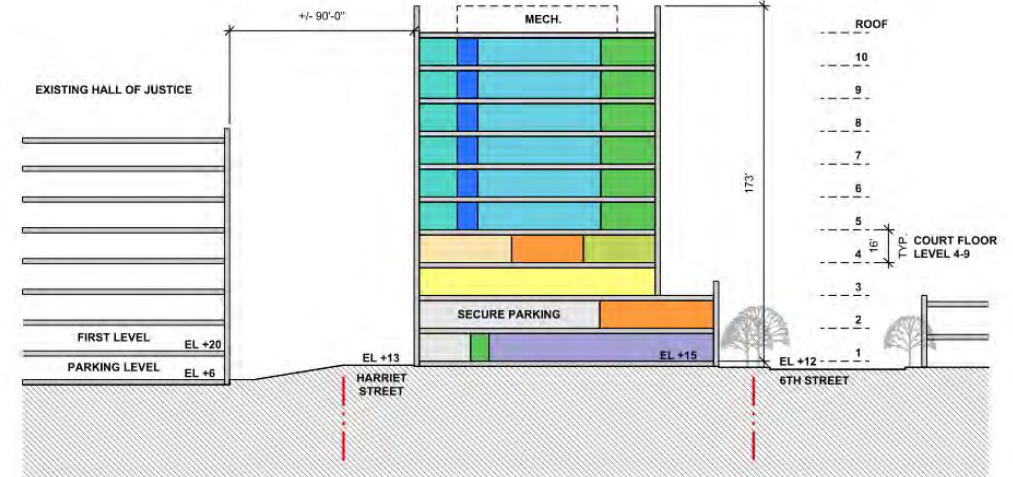 +/- 90'-0"
MECH.
ROOF
10
EXISTING HALL OF JUSTICE
9
8
7
173'
6
5
16'
TYP.
COURT FLOOR
LEVEL 4-9
4
3
SECURE PARKING
2
FIRST LEVEL
EL +20
EL +15
1
PARKING LEVEL
EL +6
EL +13
EL +12
HARRIET
STREET
6TH STREET